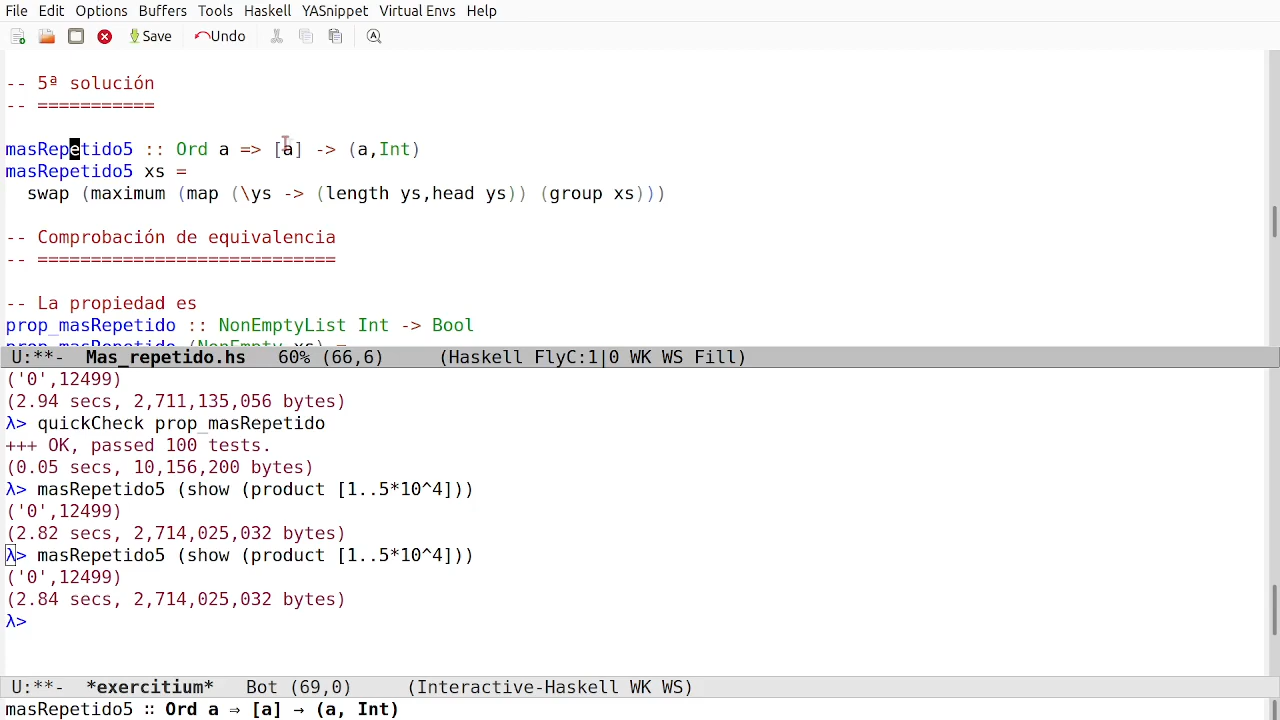 File Edit Options Buffers Tools Haskell YASnippet Virtual Envs Help
Save Undo
-- 5ª solución
-- ===========
masRepetido5 :: Ord a => [a] -> (a,Int)
masRepetido5 xs =
  swap (maximum (map (\ys -> (length ys,head ys)) (group xs)))
-- Comprobación de equivalencia
-- ============================
-- La propiedad es
prop_masRepetido :: NonEmptyList Int -> Bool
prop_masRepetido (NonEmpty xs) =
U:**-  Mas_repetido.hs   60% (66,6)     (Haskell FlyC:1|0 WK WS Fill)
('0',12499)
(2.94 secs, 2,711,135,056 bytes)
λ> quickCheck prop_masRepetido
+++ OK, passed 100 tests.
(0.05 secs, 10,156,200 bytes)
λ> masRepetido5 (show (product [1..5*10^4]))
('0',12499)
(2.82 secs, 2,714,025,032 bytes)
λ> masRepetido5 (show (product [1..5*10^4]))
('0',12499)
(2.84 secs, 2,714,025,032 bytes)
λ>
U:**-  *exercitium*   Bot (69,0)     (Interactive-Haskell WK WS)
masRepetido5 ∷ Ord a ⇒ [a] → (a, Int)